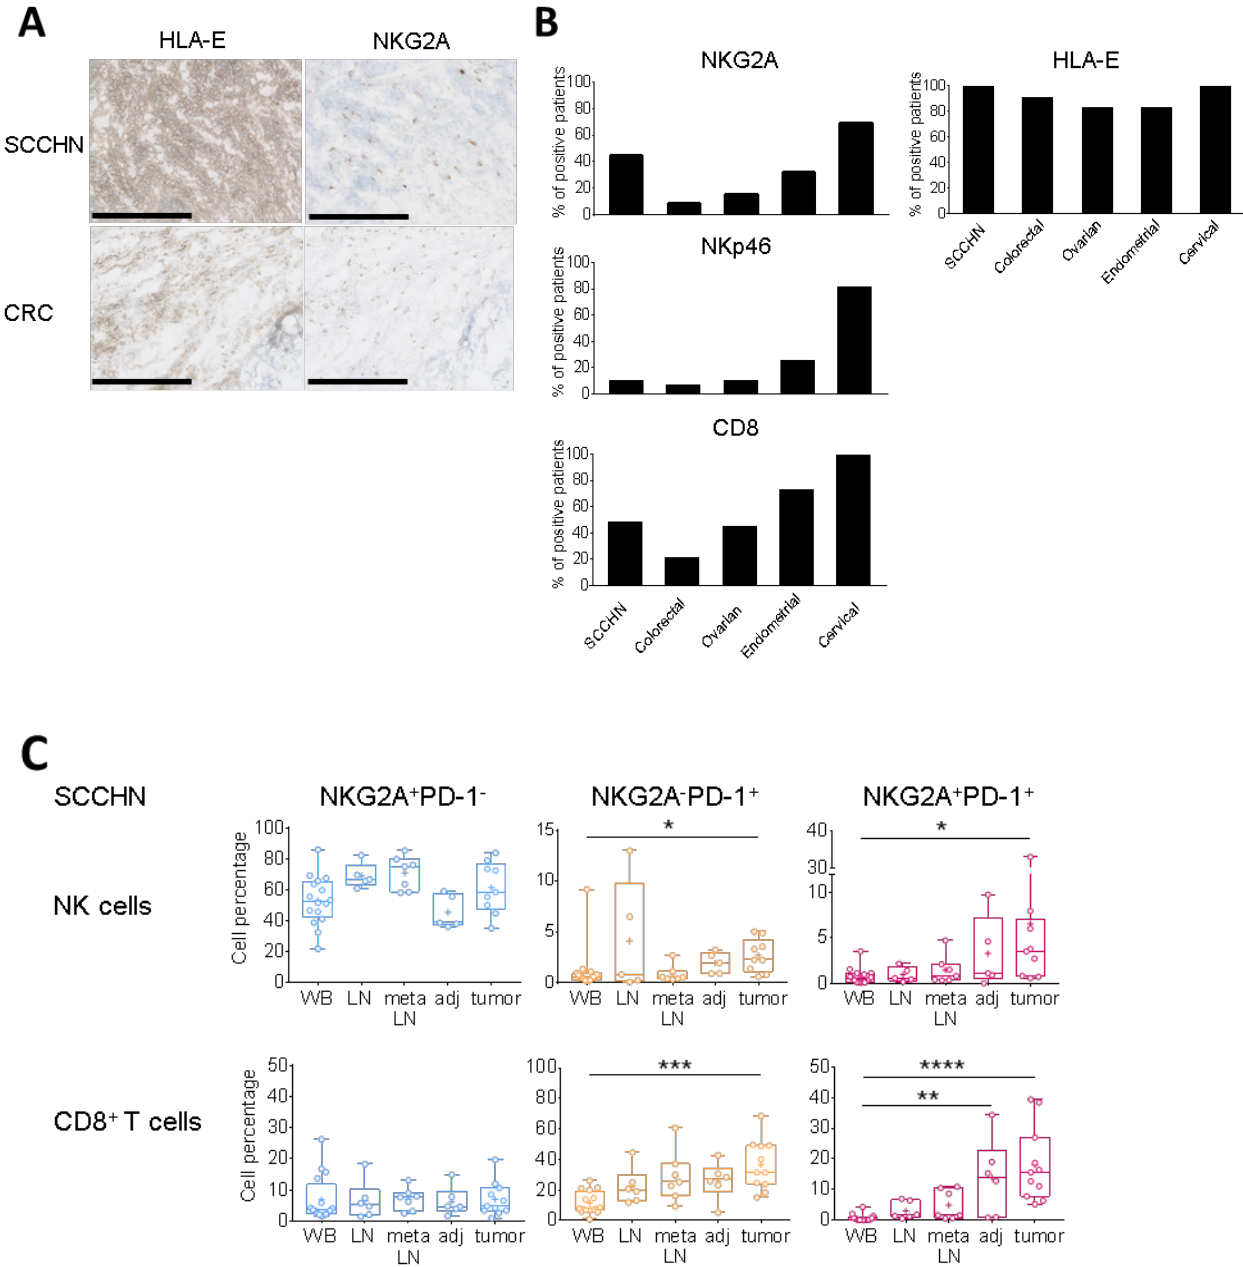 A
HLA-E
NKG2A
SCCHN
CRC
B
NKG2A
% of positive patients
100
80
60
40
20
0
HLA-E
% of positive patients
100
80
60
40
20
0
SCCHN
Colorectal
Ovarian
Endometrial
Cervical
NKp46
% of positive patients
100
80
60
40
20
0
CD8
% of positive patients
100
80
60
40
20
0
SCCHN
Colorectal
Ovarian
Endometrial
Cervical
C
SCCHN
NKG2A⁺PD-1⁻
NKG2A⁻PD-1⁺
NKG2A⁺PD-1⁺
NK cells
Cell percentage
100
80
60
40
20
0
WB LN meta adj tumor
LN
*
15
10
5
0
WB LN meta adj tumor
LN
*
40
30
10
5
0
WB LN meta adj tumor
LN
CD8⁺ T cells
Cell percentage
50
40
30
20
10
0
WB LN meta adj tumor
LN
***
100
80
60
40
20
0
WB LN meta adj tumor
LN
****
**
50
40
30
20
10
0
WB LN meta adj tumor
LN